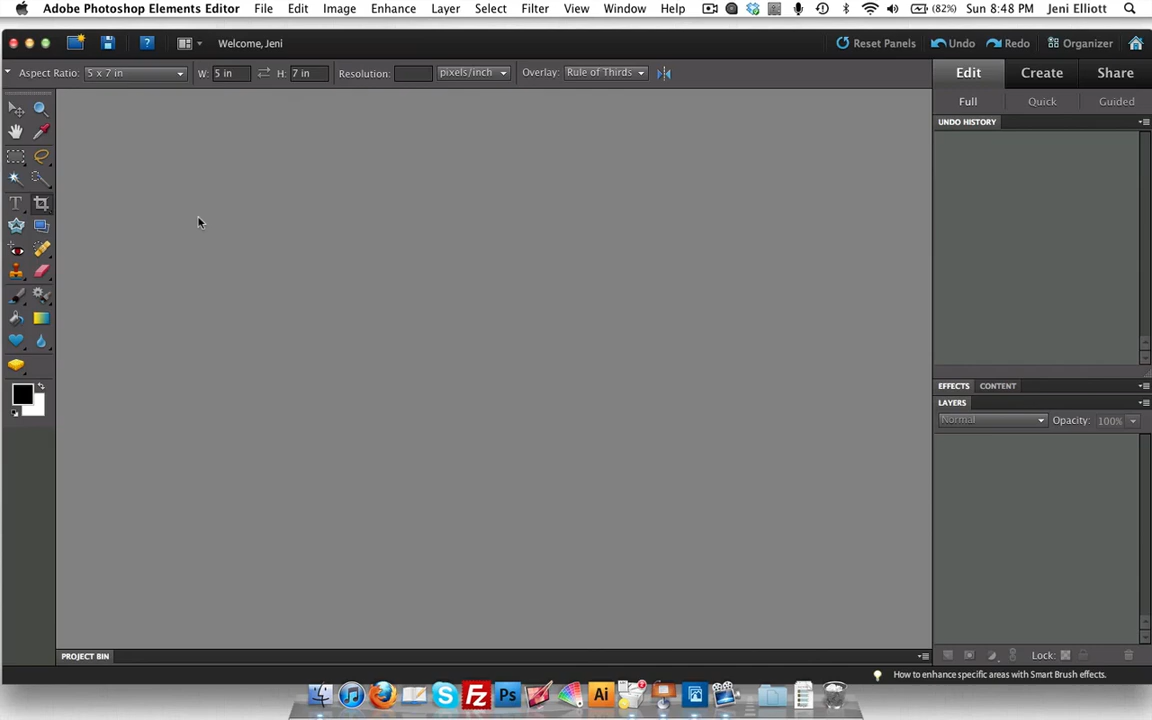 Adobe Photoshop Elements Editor File Edit Image Enhance Layer Select Filter View Window Help (82%) Sun 8:48 PM Jeni Elliott
Welcome, Jeni Reset Panels Undo Redo Organizer
Aspect Ratio: 5 x 7 in W: 5 in H: 7 in Resolution: pixels/inch Overlay: Rule of Thirds Edit Create Share
Full Quick Guided
UNDO HISTORY
EFFECTS CONTENT
LAYERS
Normal Opacity: 100%
PROJECT BIN Lock:
How to enhance specific areas with Smart Brush effects.
Fz Ps Ai